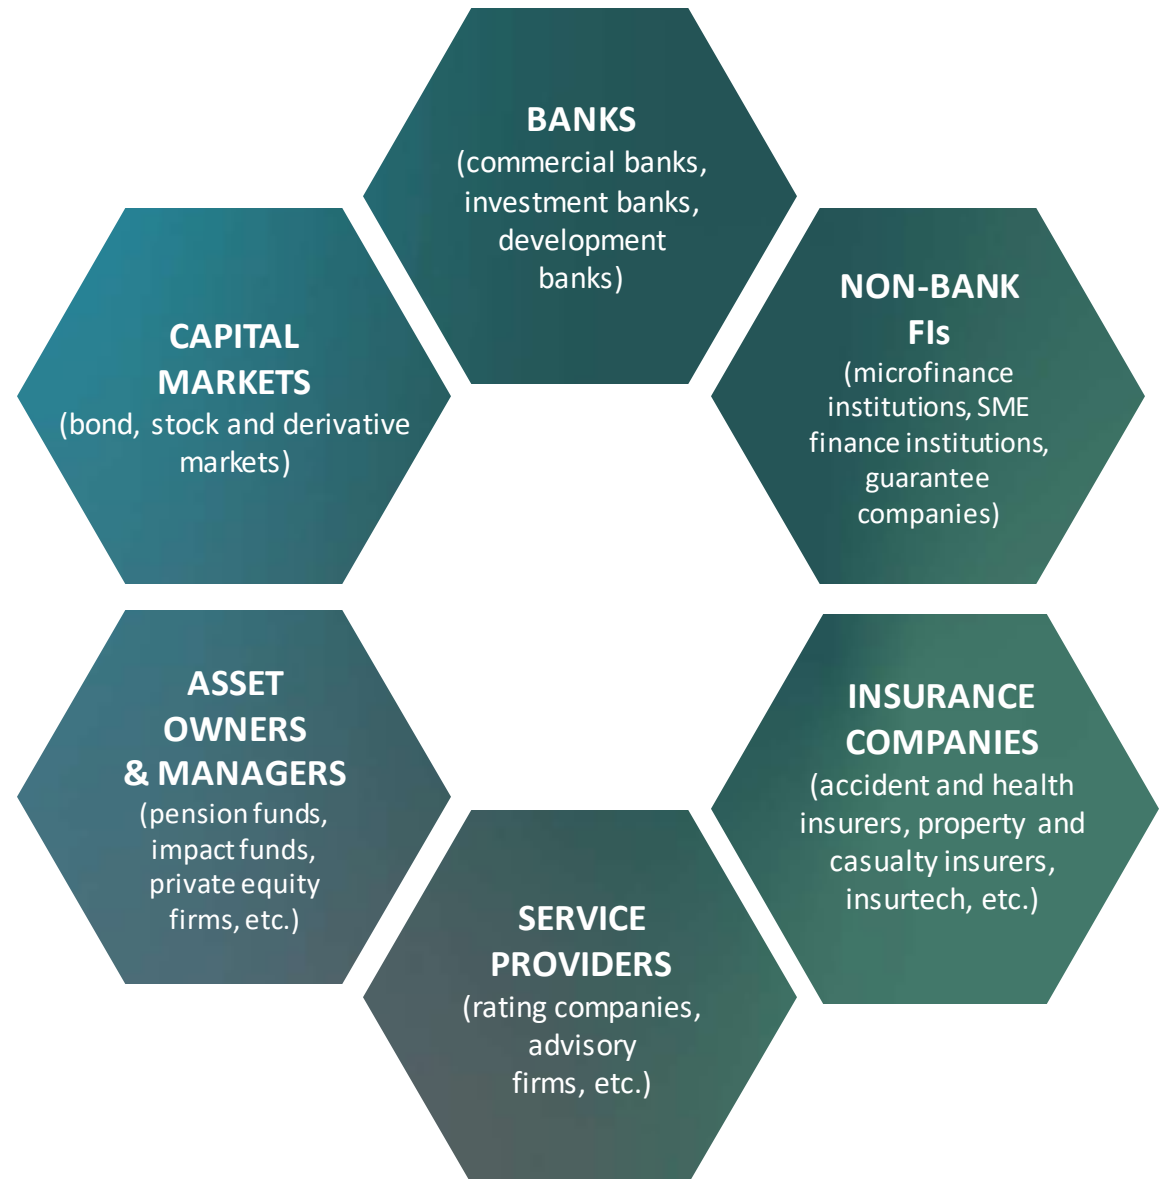 BANKS
(commercial banks,
investment banks,
development
banks)
NON-BANK
FIs
(microfinance
institutions, SME
finance institutions,
guarantee
companies)
CAPITAL
MARKETS
(bond, stock and derivative
markets)
ASSET
OWNERS
& MANAGERS
(pension funds,
impact funds,
private equity
firms, etc.)
INSURANCE
COMPANIES
(accident and health
insurers, property and
casualty insurers,
insurtech, etc.)
SERVICE
PROVIDERS
(rating companies,
advisory
firms, etc.)